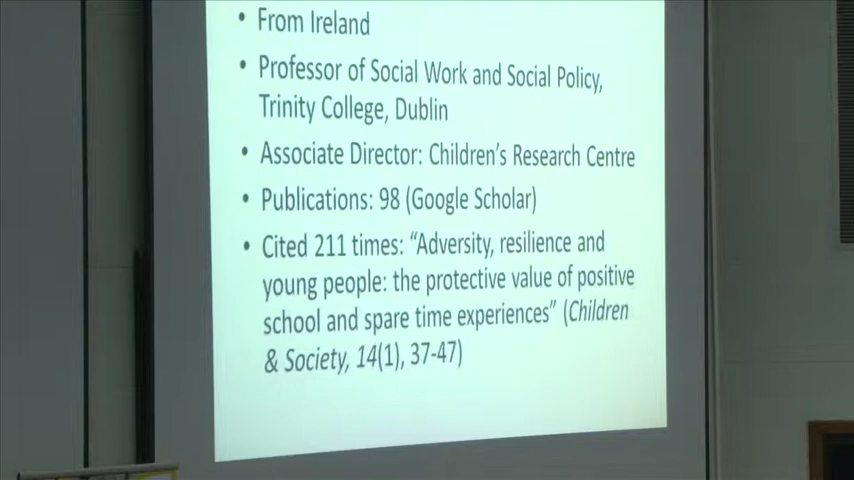 • From Ireland
• Professor of Social Work and Social Policy,
Trinity College, Dublin
• Associate Director: Children's Research Centre
• Publications: 98 (Google Scholar)
• Cited 211 times: "Adversity, resilience and
young people: the protective value of positive
school and spare time experiences" (Children
& Society, 14(1), 37-47)